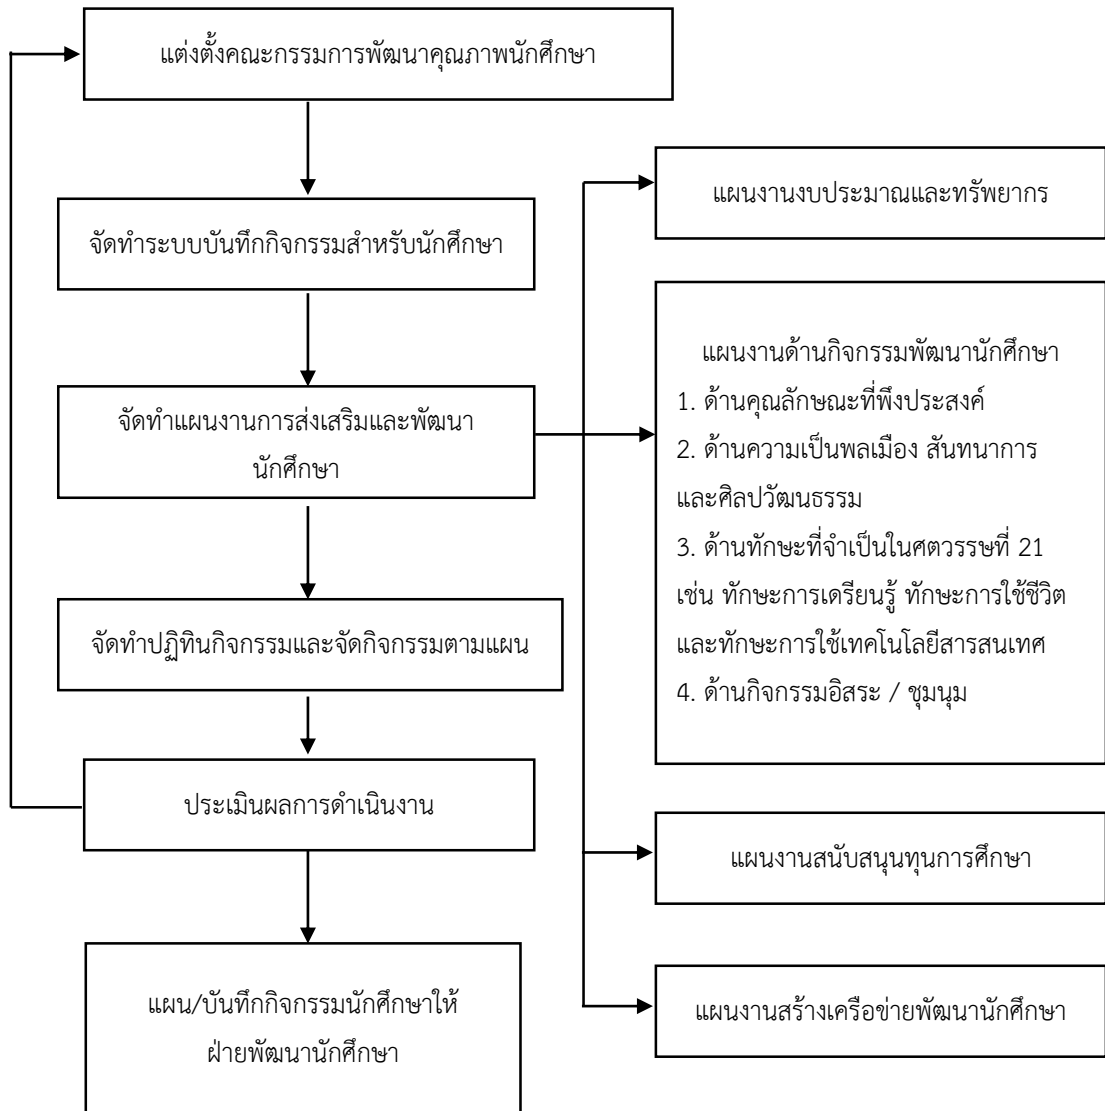 แต่งตั้งคณะกรรมการพัฒนาคุณภาพนักศึกษา
จัดทำระบบบันทึกกิจกรรมสำหรับนักศึกษา
จัดทำแผนงานการส่งเสริมและพัฒนา
นักศึกษา
จัดทำปฏิทินกิจกรรมและจัดกิจกรรมตามแผน
ประเมินผลการดำเนินงาน
แผน/บันทึกกิจกรรมนักศึกษาให้
ฝ่ายพัฒนานักศึกษา
แผนงานงบประมาณและทรัพยากร
แผนงานด้านกิจกรรมพัฒนานักศึกษา
1. ด้านคุณลักษณะที่พึงประสงค์
2. ด้านความเป็นพลเมือง สันทนาการ
และศิลปวัฒนธรรม
3. ด้านทักษะที่จำเป็นในศตวรรษที่ 21
เช่น ทักษะการเดรียนรู้ ทักษะการใช้ชีวิต
และทักษะการใช้เทคโนโลยีสารสนเทศ
4. ด้านกิจกรรมอิสระ / ชุมนุม
แผนงานสนับสนุนทุนการศึกษา
แผนงานสร้างเครือข่ายพัฒนานักศึกษา